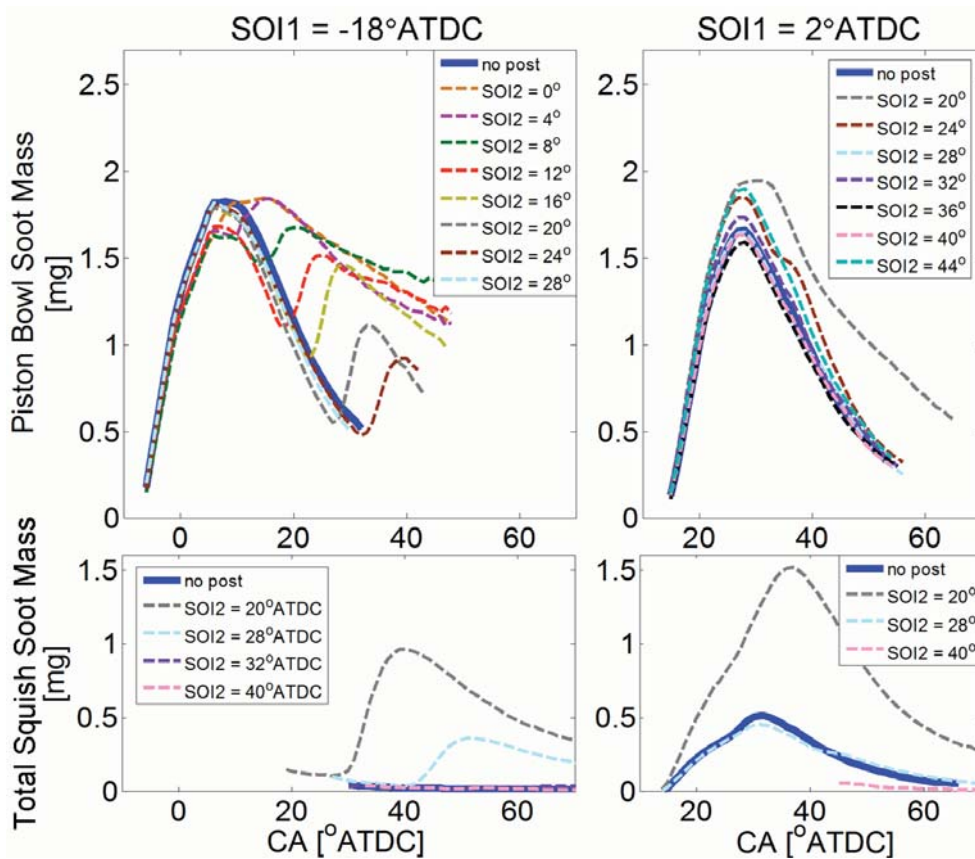 SOI1 = -18°ATDC
SOI1 = 2°ATDC
Piston Bowl Soot Mass
[mg]
2.5
2
1.5
1
0.5
0
0
20
40
60
no post
SOI2 = 0°
SOI2 = 4°
SOI2 = 8°
SOI2 = 12°
SOI2 = 16°
SOI2 = 20°
SOI2 = 24°
SOI2 = 28°
2.5
2
1.5
1
0.5
0
20
40
60
no post
SOI2 = 20°
SOI2 = 24°
SOI2 = 28°
SOI2 = 32°
SOI2 = 36°
SOI2 = 40°
SOI2 = 44°
Total Squish Soot Mass
[mg]
1.5
1
0.5
0
0
20
40
60
CA [°ATDC]
no post
SOI2 = 20°ATDC
SOI2 = 28°ATDC
SOI2 = 32°ATDC
SOI2 = 40°ATDC
1.5
1
0.5
0
20
40
60
CA [°ATDC]
no post
SOI2 = 20°
SOI2 = 28°
SOI2 = 40°